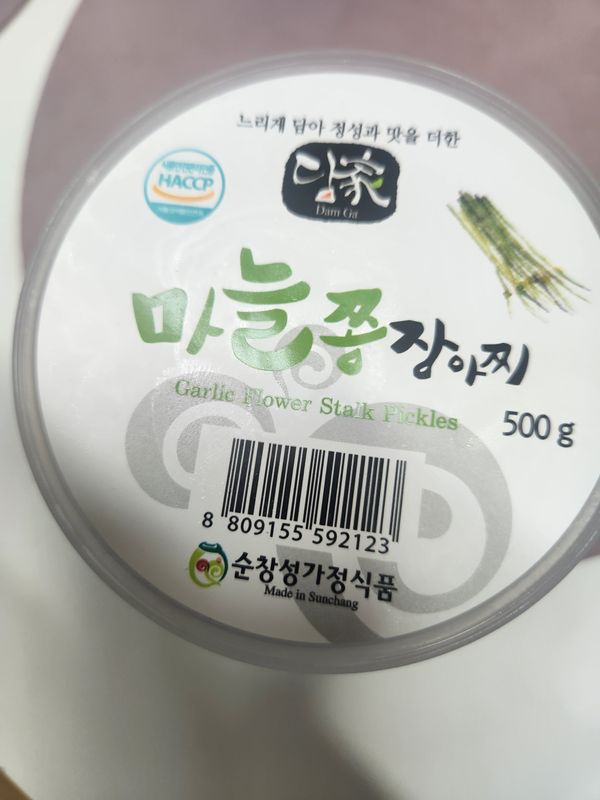 느리게 담아 정성과 맛을 더한
담家
Dam Ga
HACCP
마늘쫑장아찌
Garlic Flower Stalk Pickles
500 g
8 809155 592123
순창성가정식품
Made in Sunchang